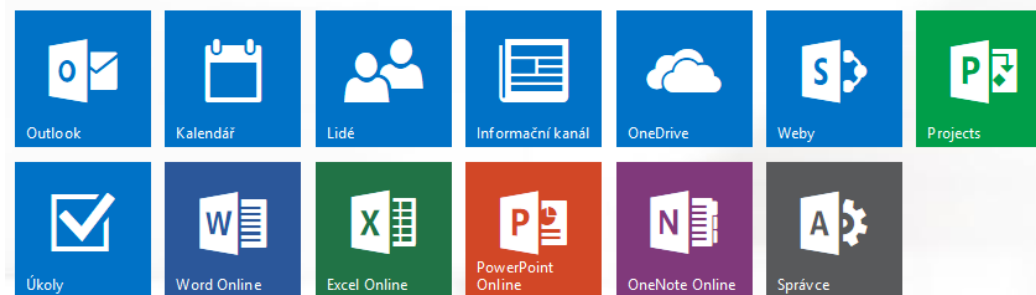 Outlook
Kalendář
Lidé
Informační kanál
OneDrive
Weby
Projects
Úkoly
Word Online
Excel Online
PowerPoint
Online
OneNote Online
Správce